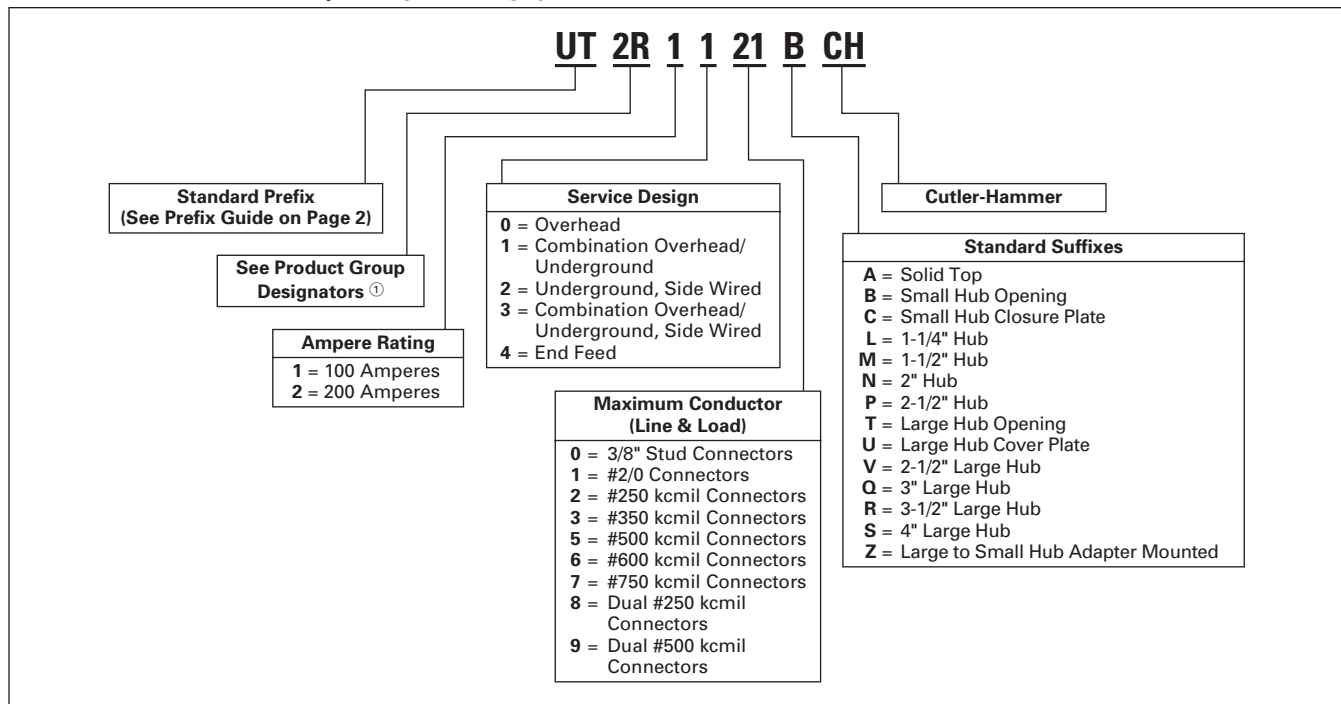 UT 2R 1 1 21 B CH
Standard Prefix
(See Prefix Guide on Page 2)
See Product Group
Designators ①
Ampere Rating
1 = 100 Amperes
2 = 200 Amperes
Service Design
0 = Overhead
1 = Combination Overhead/
Underground
2 = Underground, Side Wired
3 = Combination Overhead/
Underground, Side Wired
4 = End Feed
Maximum Conductor
(Line & Load)
0 = 3/8" Stud Connectors
1 = #2/0 Connectors
2 = #250 kcmil Connectors
3 = #350 kcmil Connectors
5 = #500 kcmil Connectors
6 = #600 kcmil Connectors
7 = #750 kcmil Connectors
8 = Dual #250 kcmil
Connectors
9 = Dual #500 kcmil
Connectors
Cutler-Hammer
Standard Suffixes
A = Solid Top
B = Small Hub Opening
C = Small Hub Closure Plate
L = 1-1/4" Hub
M = 1-1/2" Hub
N = 2" Hub
P = 2-1/2" Hub
T = Large Hub Opening
U = Large Hub Cover Plate
V = 2-1/2" Large Hub
Q = 3" Large Hub
R = 3-1/2" Large Hub
S = 4" Large Hub
Z = Large to Small Hub Adapter Mounted